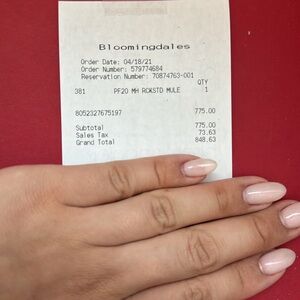 Bloomingdales
Order Date: 04/18/21
Order Number: 579774684
Reservation Number: 70874763-001
QTY
381 PF20 MH RCKSTD MULE 1
8052327675197 775.00
Subtotal 775.00
Sales Tax 73.63
Grand Total 848.63